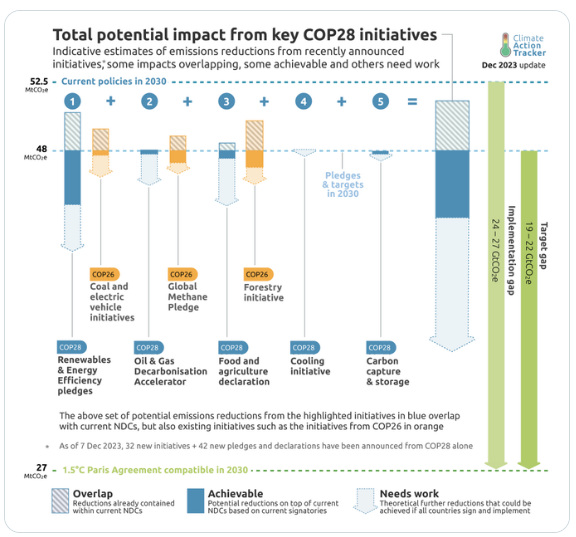 Total potential impact from key COP28 initiatives
Indicative estimates of emissions reductions from recently announced
initiatives,⁺ some impacts overlapping, some achievable and others need work
Climate
Action
Tracker
Dec 2023 update
52.5
MtCO₂e
Current policies in 2030
1 + 2 + 3 + 4 + 5 =
48
MtCO₂e
Pledges
& targets
in 2030
24 – 27 GtCO₂e
Implementation gap
19 – 22 GtCO₂e
Target gap
COP26
Coal and
electric
vehicle
initiatives
COP26
Global
Methane
Pledge
COP26
Forestry
initiative
COP28
Renewables
& Energy
Efficiency
pledges
COP28
Oil & Gas
Decarbonisation
Accelerator
COP28
Food and
agriculture
declaration
COP28
Cooling
initiative
COP28
Carbon
capture
& storage
The above set of potential emissions reductions from the highlighted initiatives in blue overlap
with current NDCs, but also existing initiatives such as the initiatives from COP26 in orange
+ As of 7 Dec 2023, 32 new initiatives + 42 new pledges and declarations have been announced from COP28 alone
27
MtCO₂e
1.5°C Paris Agreement compatible in 2030
Overlap
Reductions already contained
within current NDCs
Achievable
Potential reductions on top of current
NDCs based on current signatories
Needs work
Theoretical further reductions that could be
achieved if all countries sign and implement